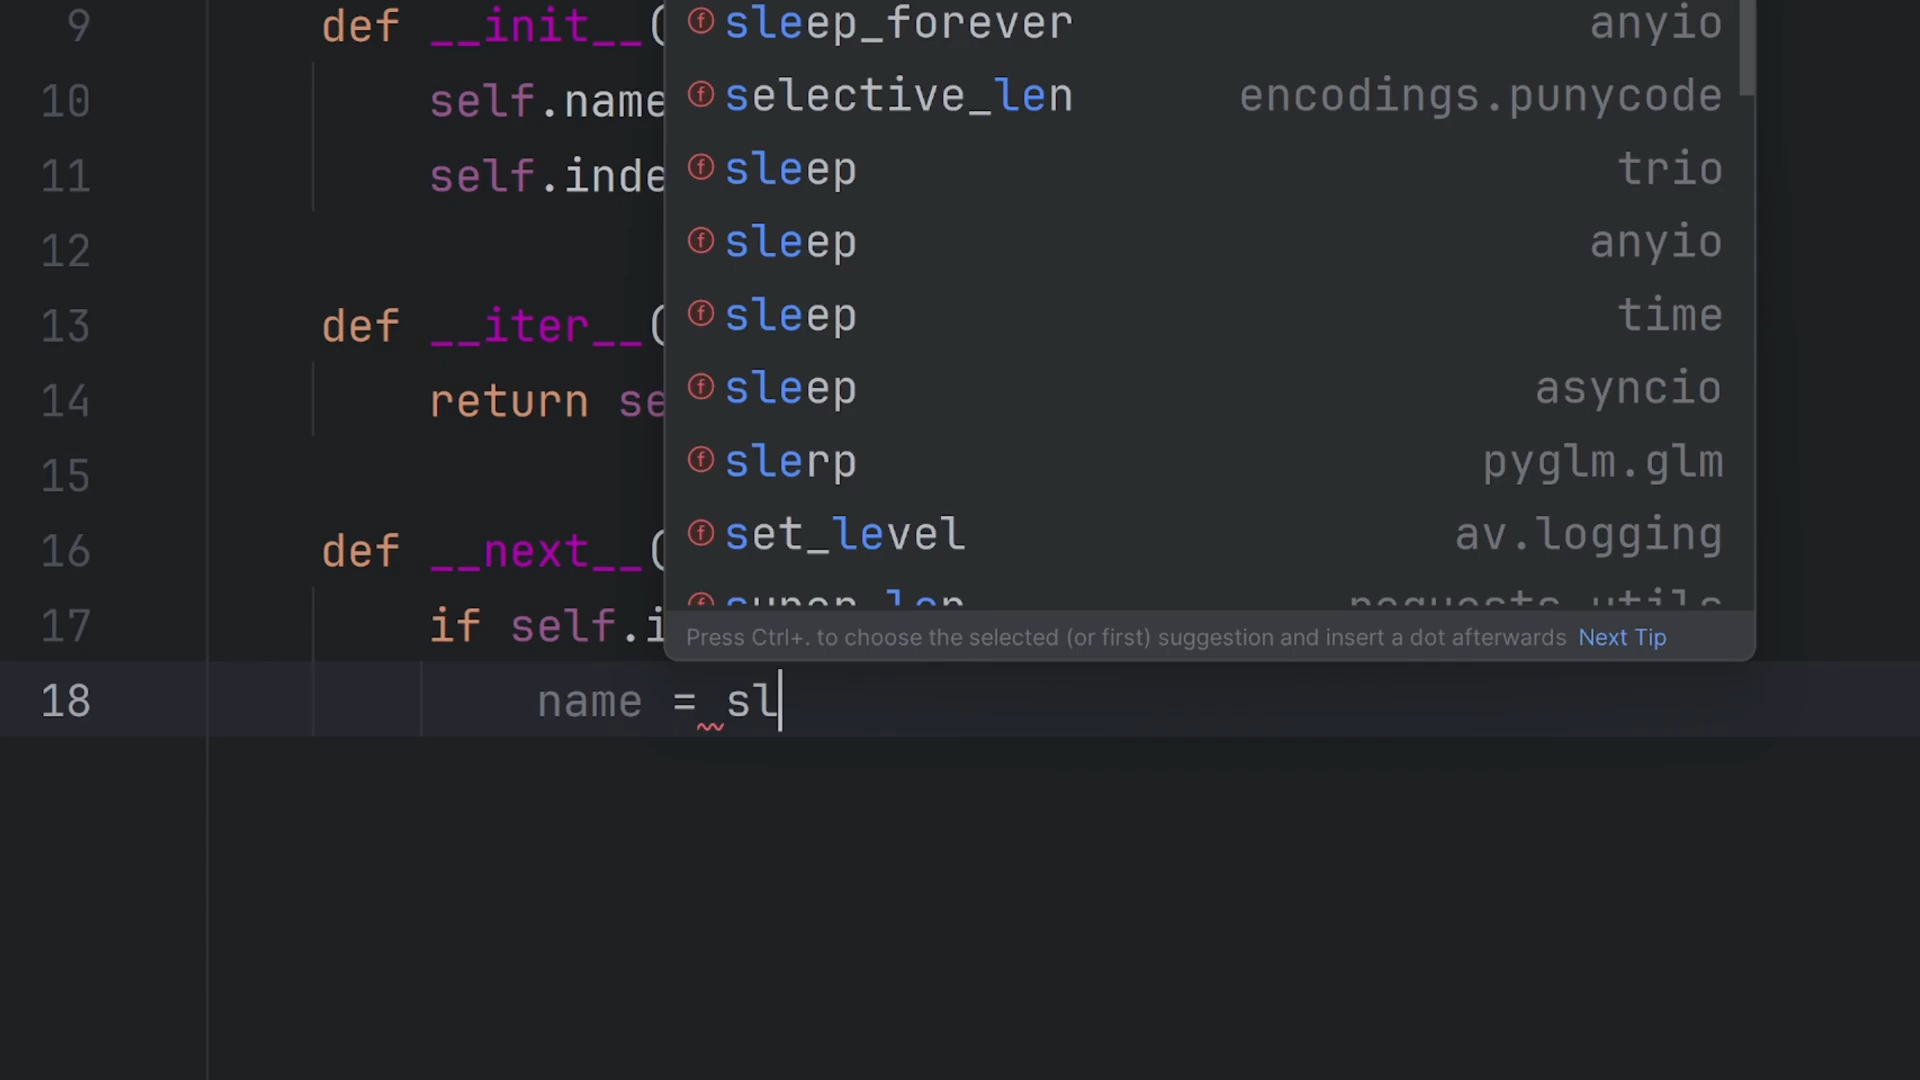 9 def __init__(
sleep_forever anyio
10 self.name
selective_len encodings.punycode
sleep trio
11 self.inde
12
sleep anyio
13 def __iter__(
sleep time
14 return se
sleep asyncio
slerp pyglm.glm
15
set_level av.logging
16 def __next__(
super_len requests.utils
17 if self.i
Press Ctrl+. to choose the selected (or first) suggestion and insert a dot afterwards Next Tip
18 name = sl